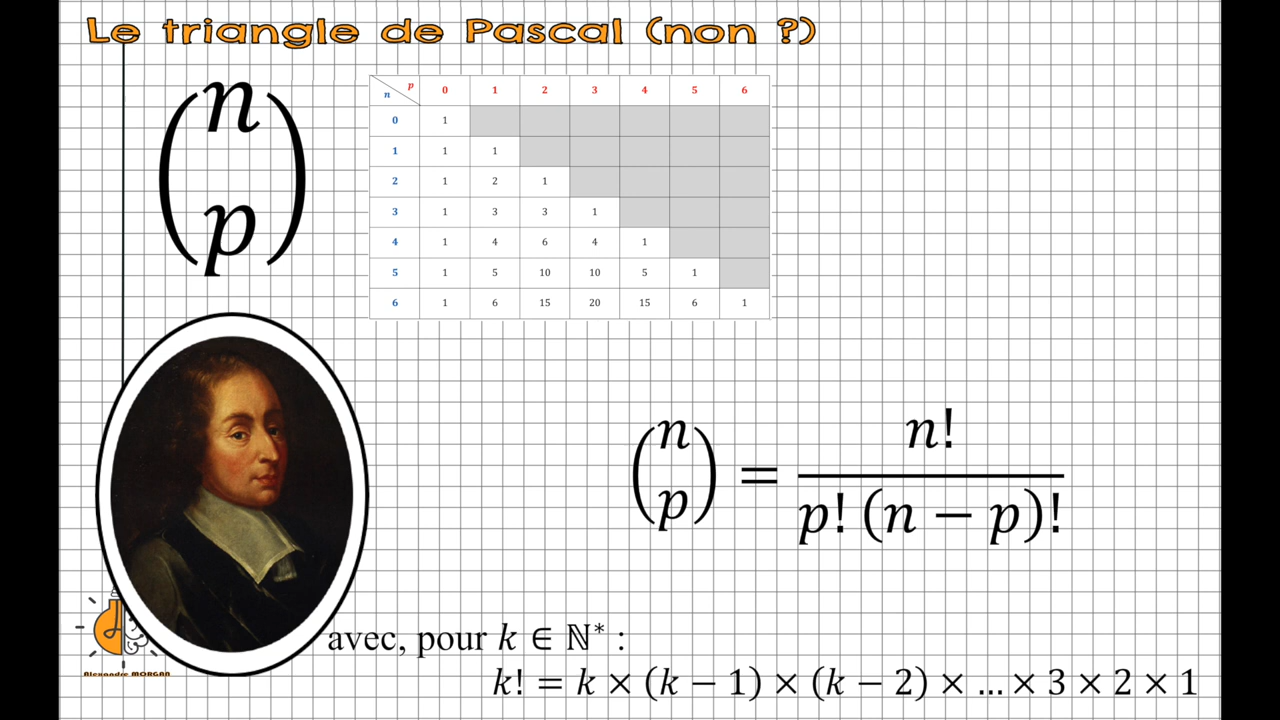 Le triangle de Pascal (non ?)
n
p
n p 0 1 2 3 4 5 6
0 1
1 1 1
2 1 2 1
3 1 3 3 1
4 1 4 6 4 1
5 1 5 10 10 5 1
6 1 6 15 20 15 6 1
(n p) = n! / p! (n − p)!
avec, pour k ∈ ℕ* :
k! = k × (k − 1) × (k − 2) × … × 3 × 2 × 1
Alexandre MORGAN